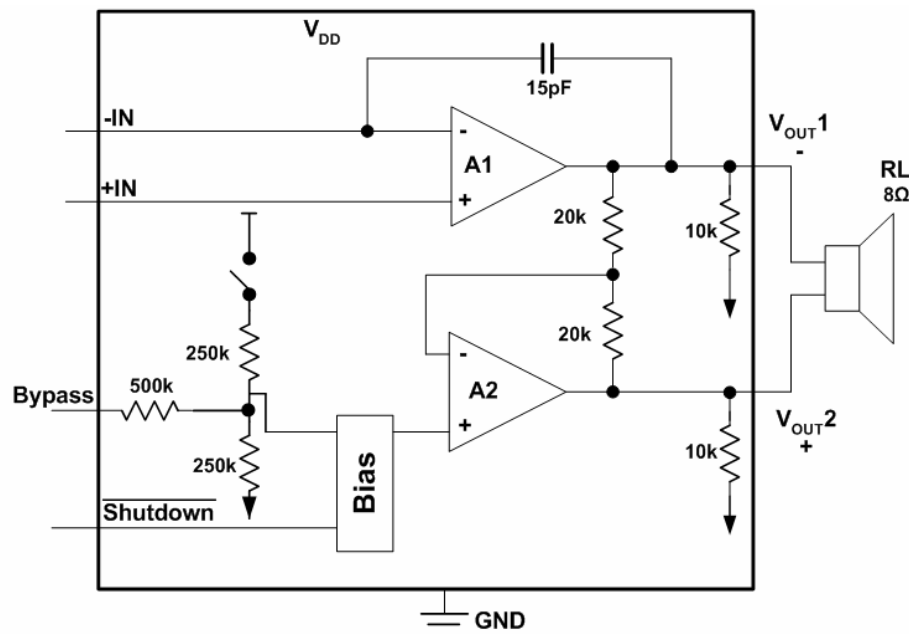 VDD
15pF
-IN
-
VOUT1
-
A1
RL
8Ω
+IN
+
20k
10k
20k
250k
-
Bypass
500k
A2
VOUT2
+
+
250k
Bias
10k
Shutdown
GND